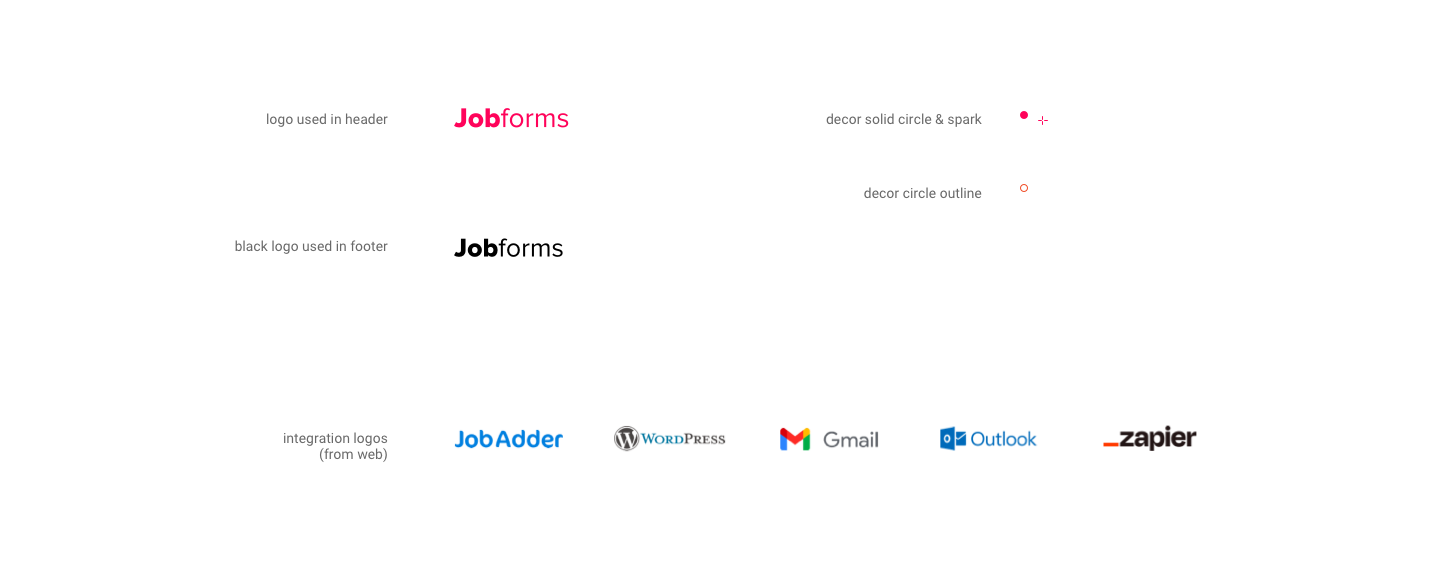 logo used in header
Jobforms
decor solid circle & spark
decor circle outline
black logo used in footer
Jobforms
integration logos
(from web)
JobAdder
WORDPRESS
Gmail
Outlook
zapier